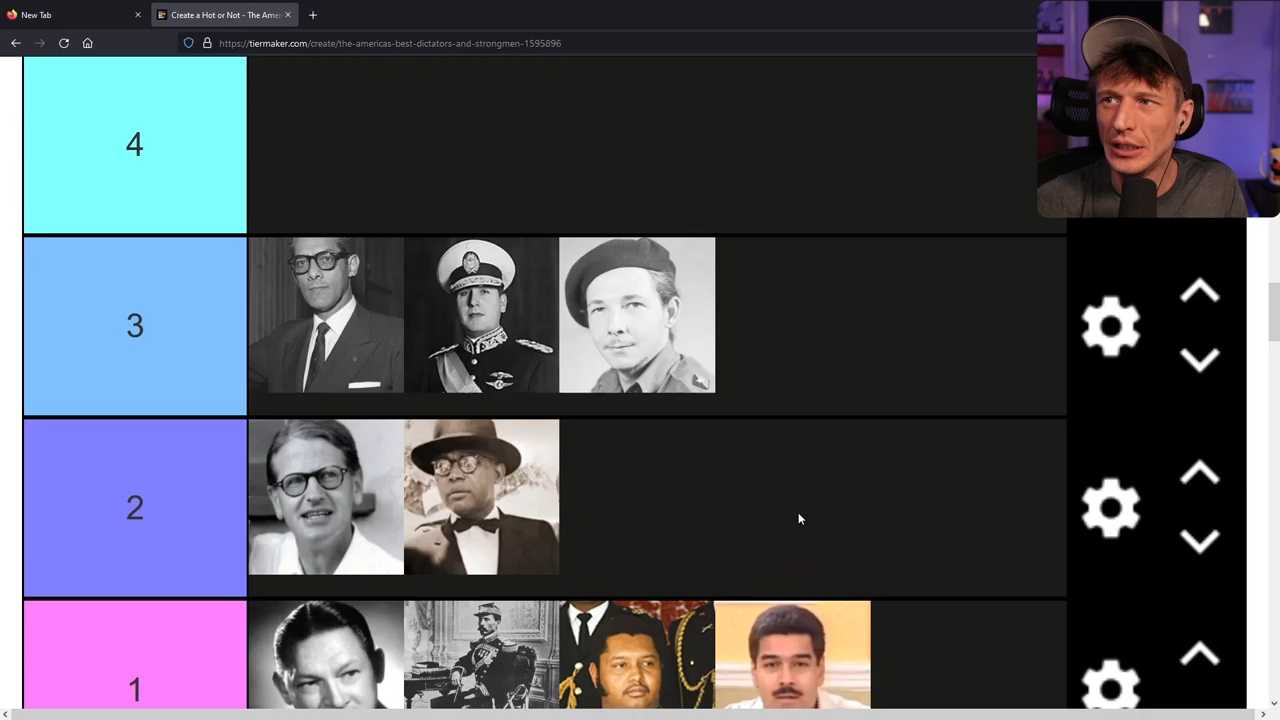 New Tab
Create a Hot or Not - The Ame
https://tiermaker.com/create/the-americas-best-dictators-and-strongmen-1595896
4
3
2
1